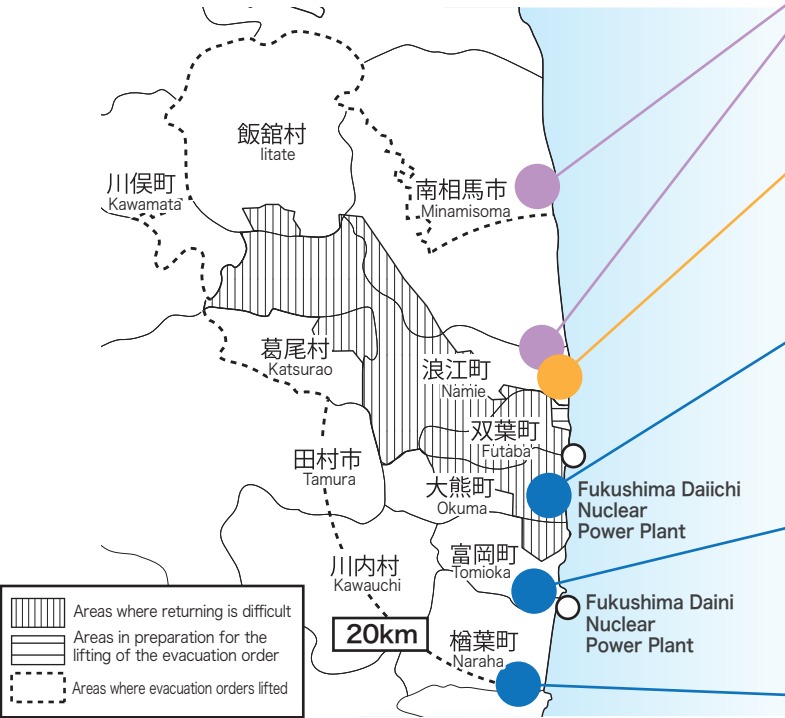 飯舘村
Iitate
川俣町
Kawamata
南相馬市
Minamisoma
葛尾村
Katsurao
浪江町
Namie
双葉町
Futaba
田村市
Tamura
大熊町
Okuma
Fukushima Daiichi
Nuclear
Power Plant
富岡町
Tomioka
川内村
Kawauchi
Fukushima Daini
Nuclear
Power Plant
20km
楢葉町
Naraha
Areas where returning is difficult
Areas in preparation for the
lifting of the evacuation order
Areas where evacuation orders lifted